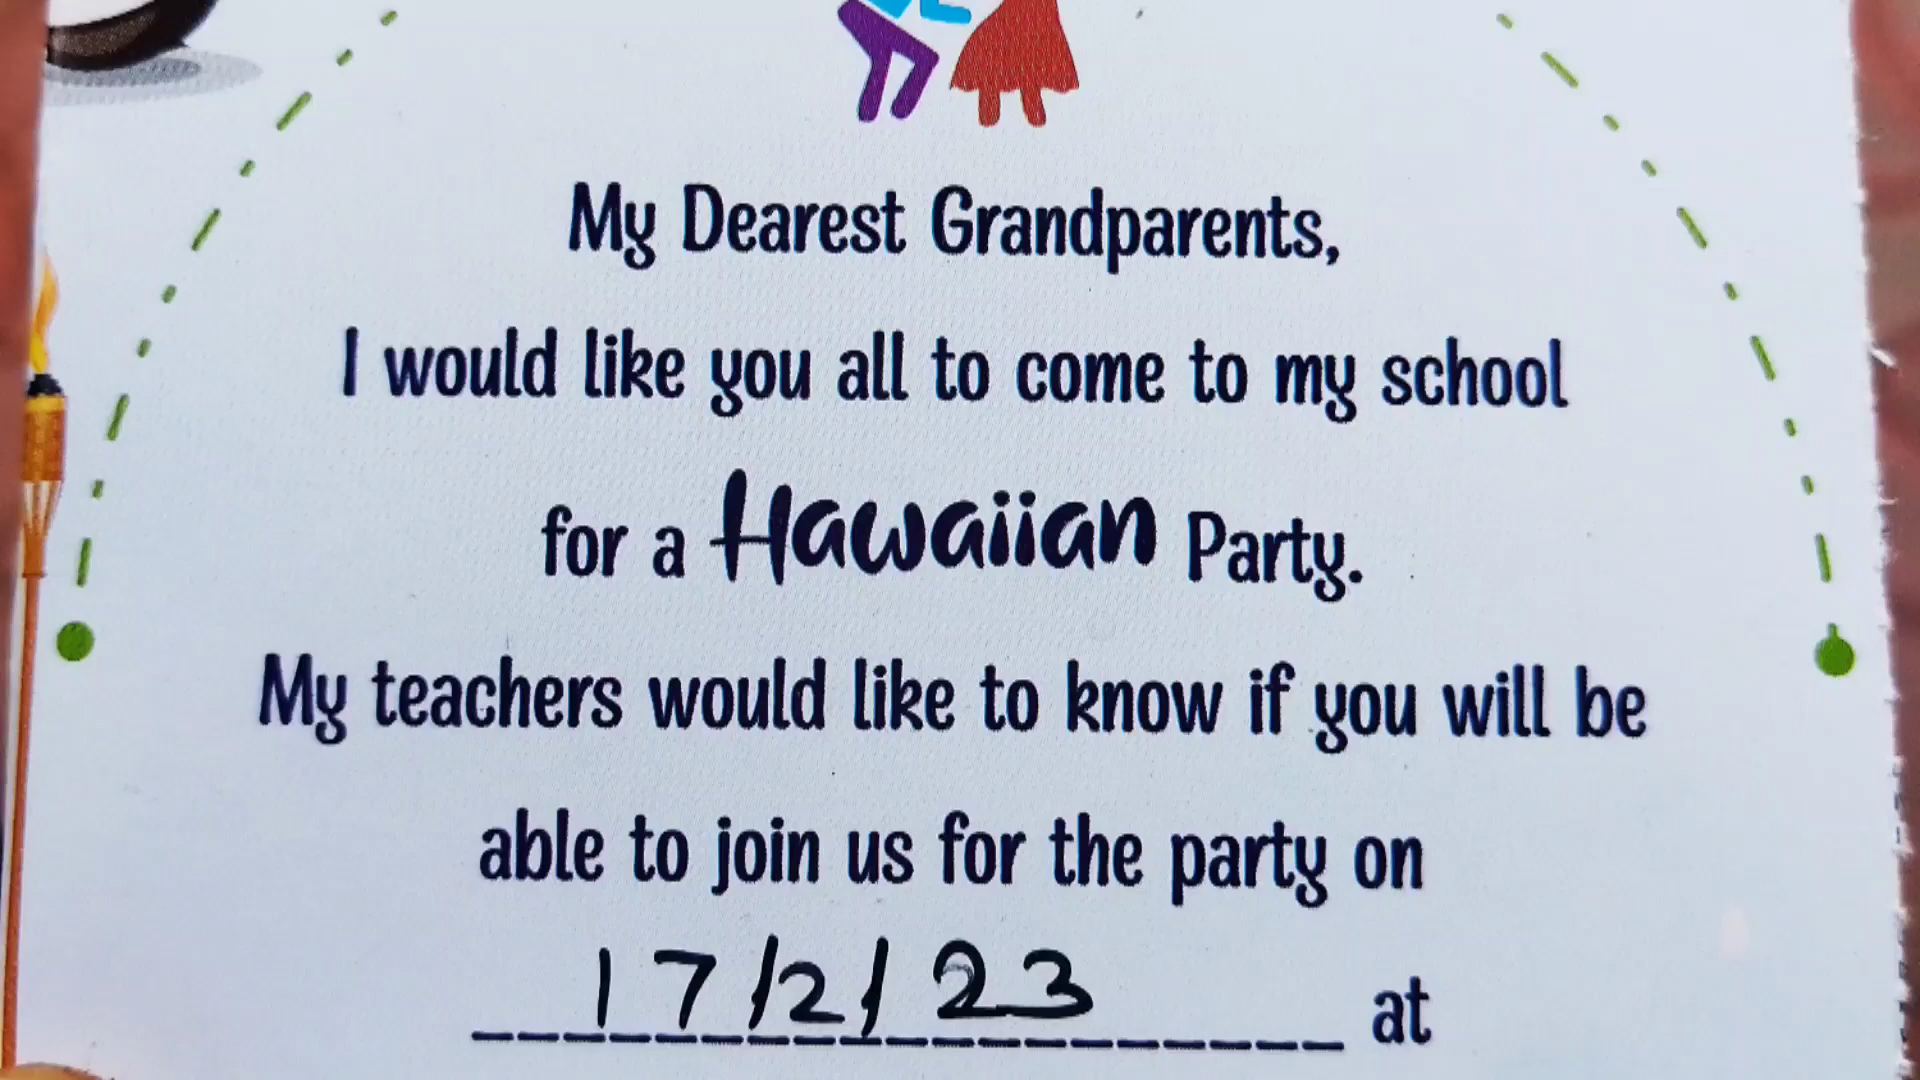 My Dearest Grandparents,
I would like you all to come to my school
for a Hawaiian Party.
My teachers would like to know if you will be
able to join us for the party on
17/2/23 at